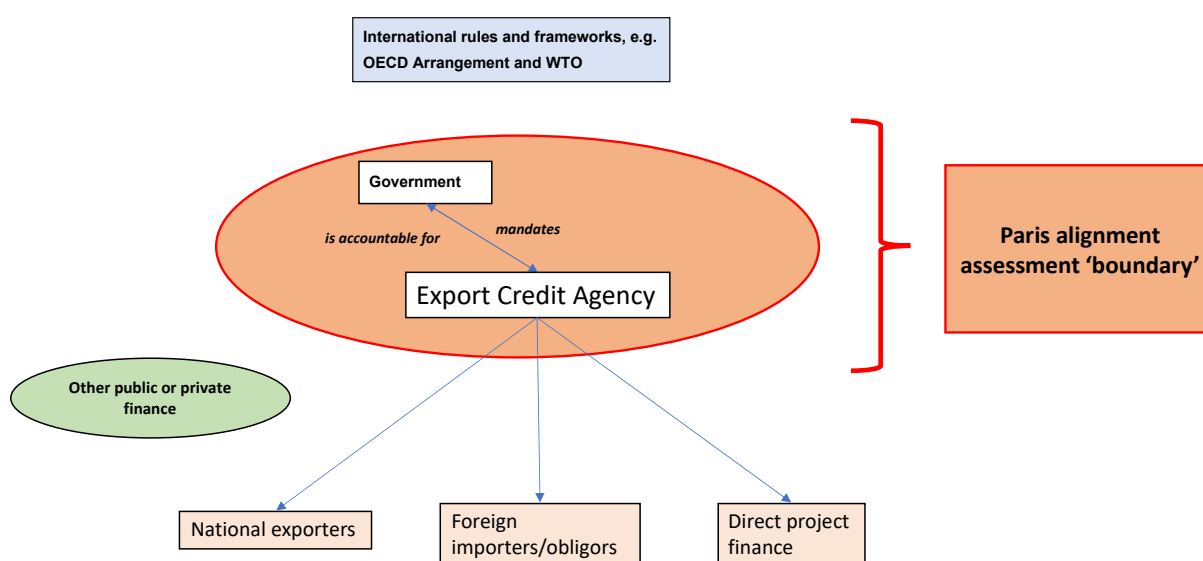 International rules and frameworks, e.g.
OECD Arrangement and WTO
Government
is accountable for
mandates
Export Credit Agency
Paris alignment
assessment ‘boundary’
Other public or private
finance
National exporters
Foreign
importers/obligors
Direct project
finance